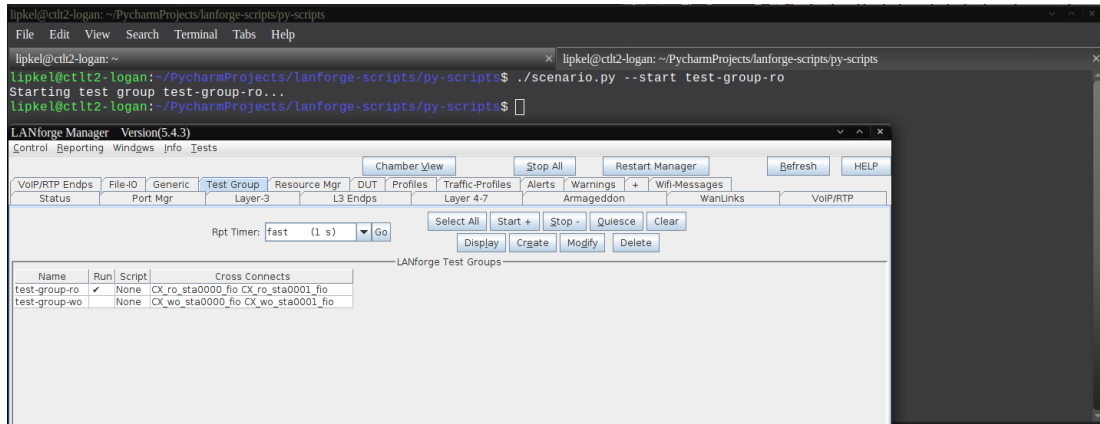 lipkel@ctlt2-logan: ~/PycharmProjects/lanforge-scripts/py-scripts
File Edit View Search Terminal Tabs Help
lipkel@ctlt2-logan: ~ × lipkel@ctlt2-logan: ~/PycharmProjects/lanforge-scripts/py-scripts ×
lipkel@ctlt2-logan:~/PycharmProjects/lanforge-scripts/py-scripts$ ./scenario.py --start test-group-ro
Starting test group test-group-ro...
lipkel@ctlt2-logan:~/PycharmProjects/lanforge-scripts/py-scripts$
LANforge Manager Version(5.4.3)
Control Reporting Windows Info Tests
Chamber View Stop All Restart Manager Refresh HELP
VoIP/RTP Endps File-IO Generic Test Group Resource Mgr DUT Profiles Traffic-Profiles Alerts Warnings + Wifi-Messages
Status Port Mgr Layer-3 L3 Endps Layer 4-7 Armageddon WanLinks VoIP/RTP
Select All Start + Stop - Quiesce Clear
Rpt Timer: fast (1 s) Go
Display Create Modify Delete
LANforge Test Groups
Name Run Script Cross Connects
test-group-ro ✔ None CX_ro_sta0000_fio CX_ro_sta0001_fio
test-group-wo None CX_wo_sta0000_fio CX_wo_sta0001_fio